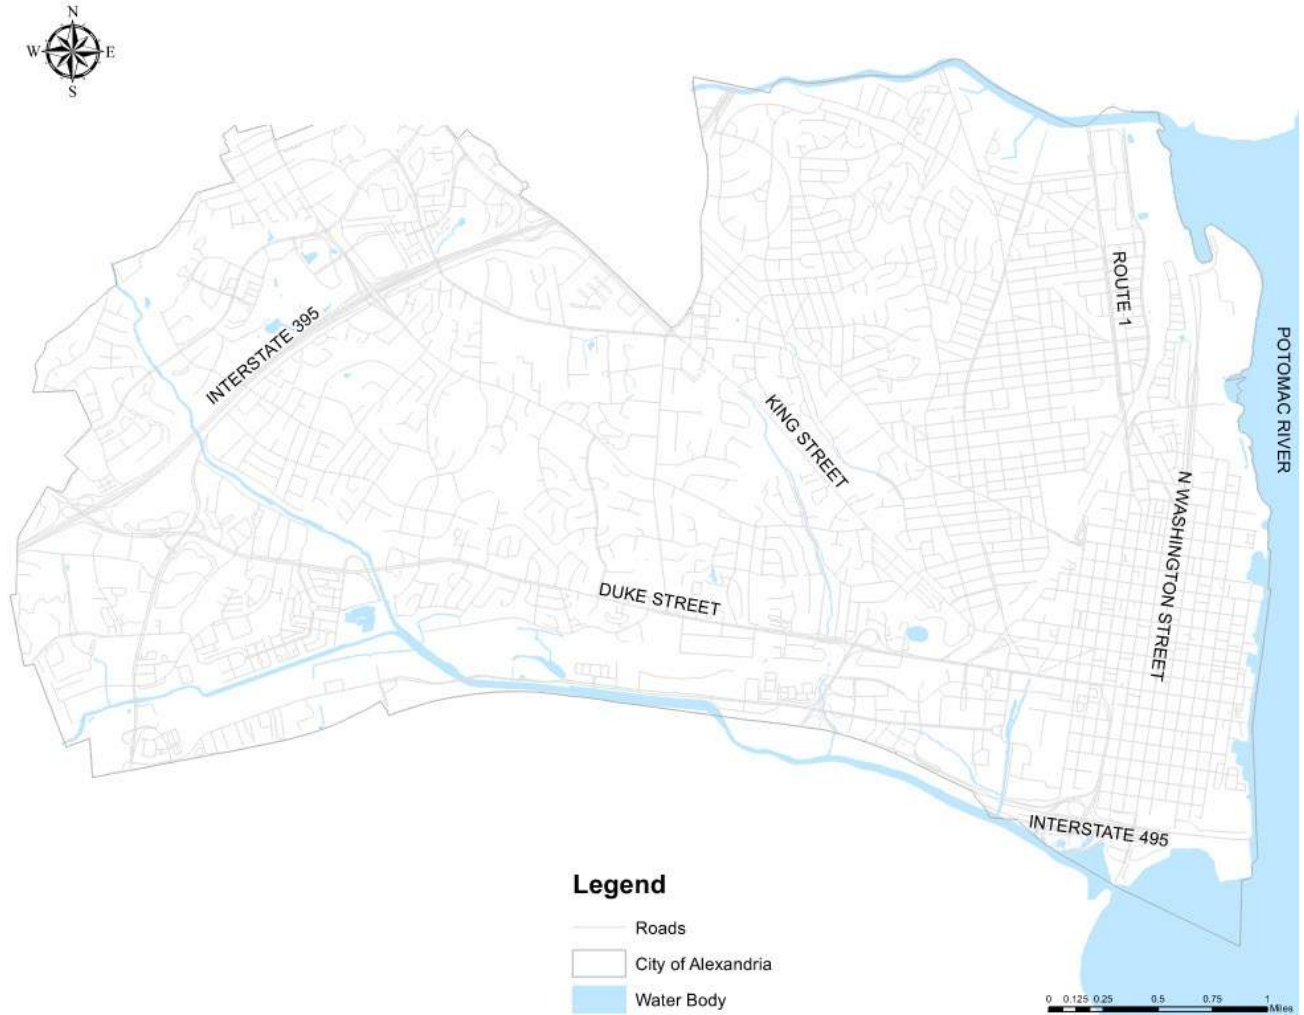 N
W E
S
INTERSTATE 395
ROUTE 1
POTOMAC RIVER
KING STREET
N WASHINGTON STREET
DUKE STREET
INTERSTATE 495
Legend
Roads
City of Alexandria
Water Body
0 0.125 0.25 0.5 0.75 1
Miles